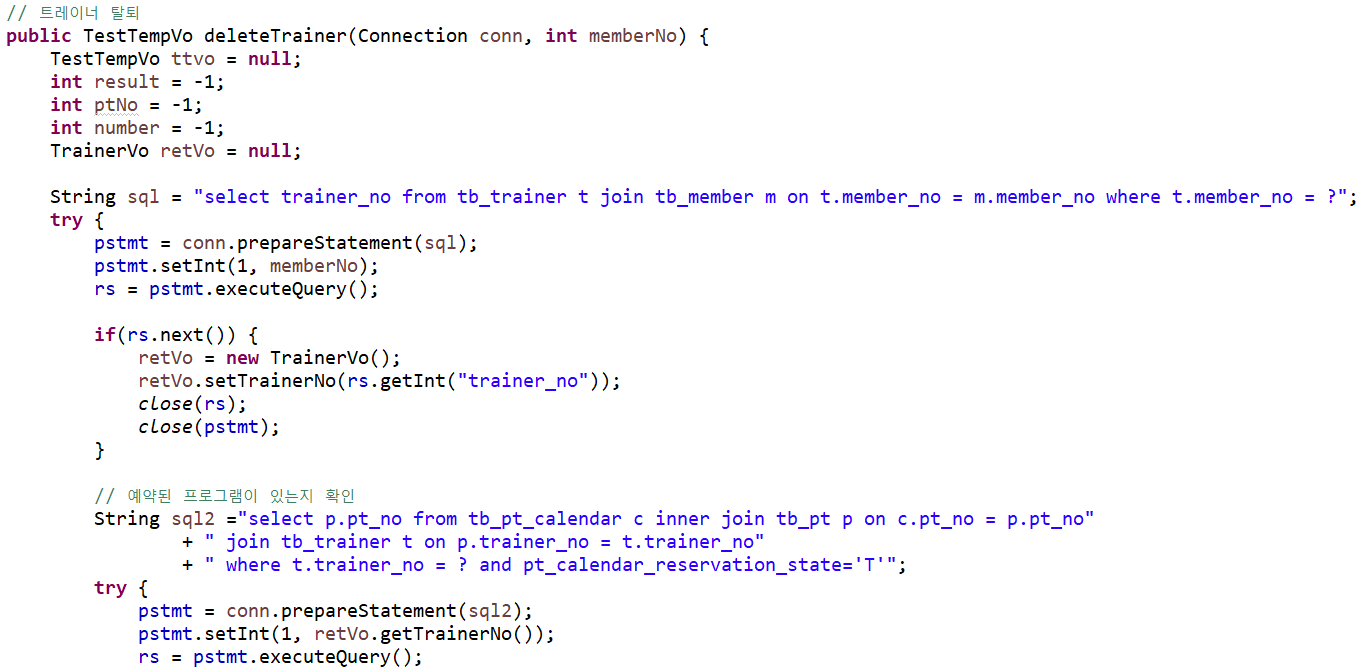 // 트레이너 탈퇴
public TestTempVo deleteTrainer(Connection conn, int memberNo) {
    TestTempVo ttvo = null;
    int result = -1;
    int ptNo = -1;
    int number = -1;
    TrainerVo retVo = null;

    String sql = "select trainer_no from tb_trainer t join tb_member m on t.member_no = m.member_no where t.member_no = ?";
    try {
        pstmt = conn.prepareStatement(sql);
        pstmt.setInt(1, memberNo);
        rs = pstmt.executeQuery();

        if(rs.next()) {
            retVo = new TrainerVo();
            retVo.setTrainerNo(rs.getInt("trainer_no"));
            close(rs);
            close(pstmt);
        }

        // 예약된 프로그램이 있는지 확인
        String sql2 ="select p.pt_no from tb_pt_calendar c inner join tb_pt p on c.pt_no = p.pt_no"
                + " join tb_trainer t on p.trainer_no = t.trainer_no"
                + " where t.trainer_no = ? and pt_calendar_reservation_state='T'";
        try {
            pstmt = conn.prepareStatement(sql2);
            pstmt.setInt(1, retVo.getTrainerNo());
            rs = pstmt.executeQuery();